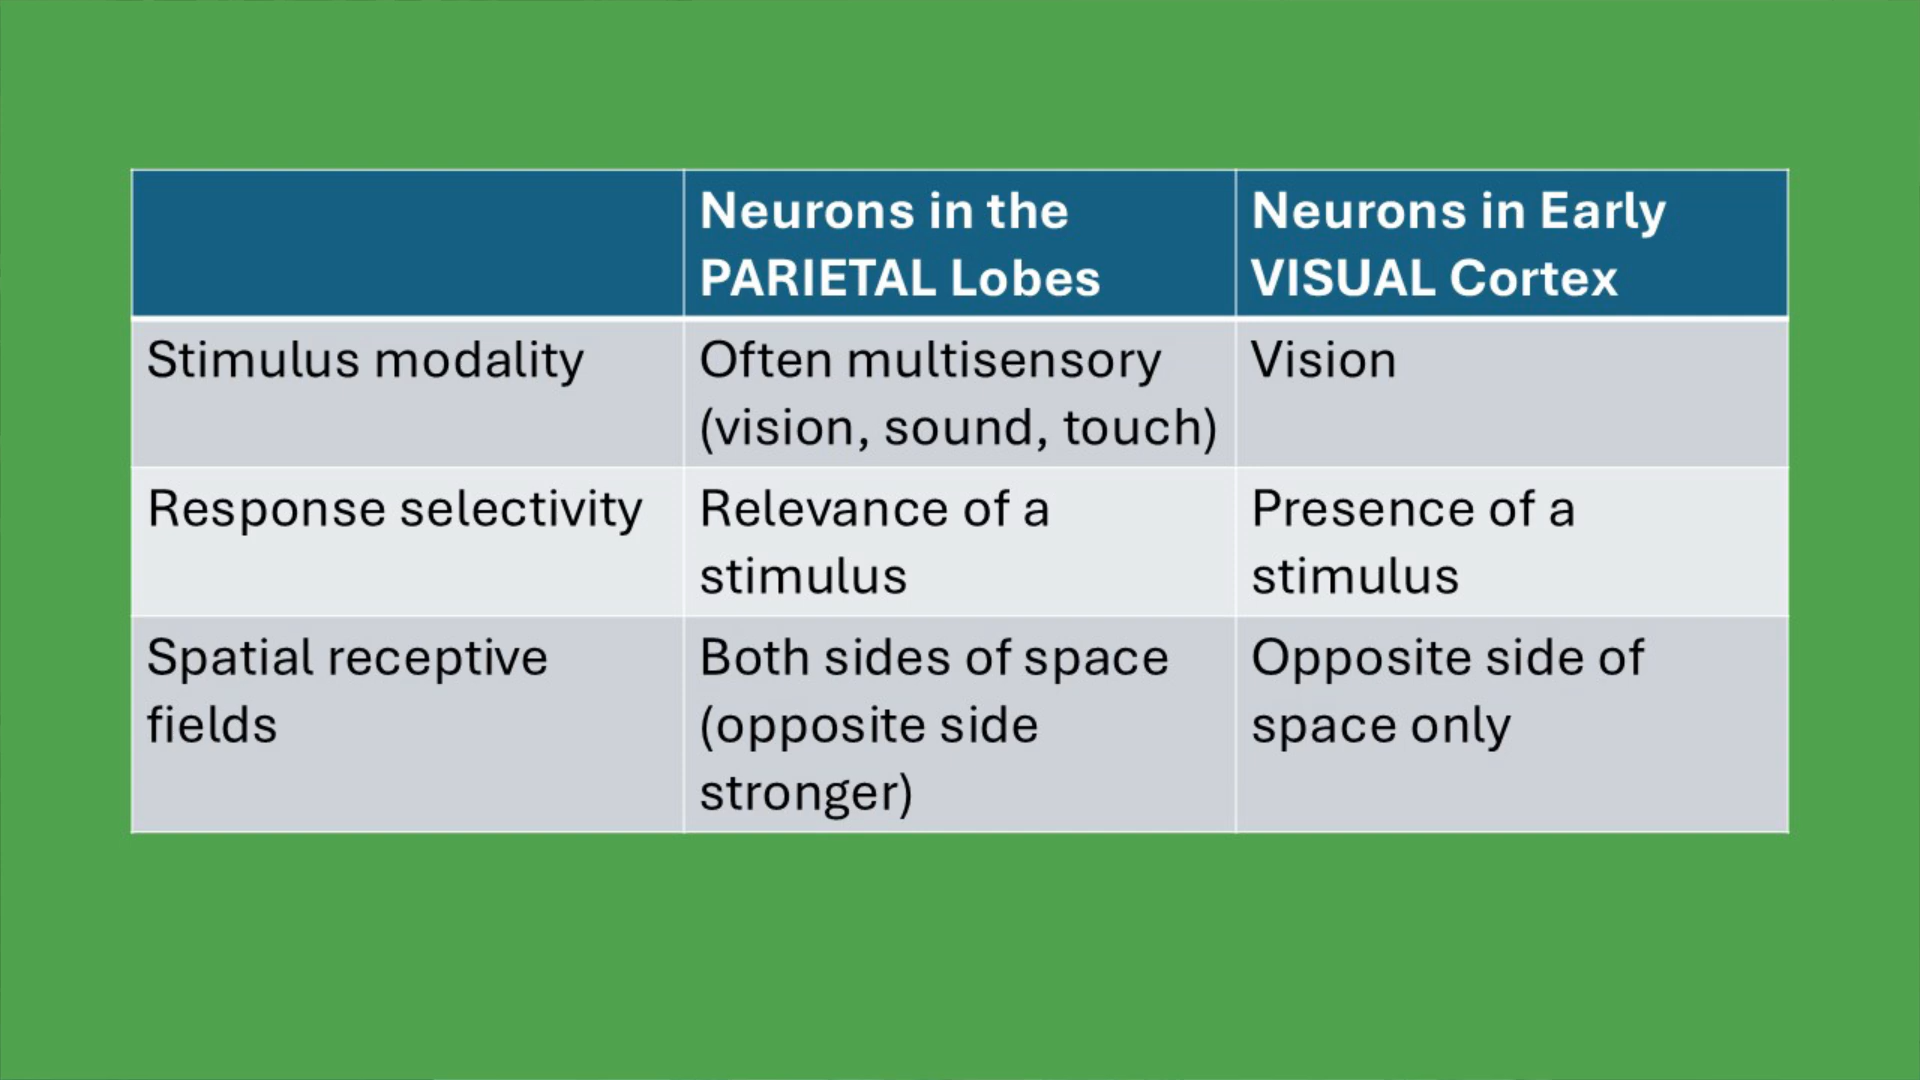 Neurons in the
PARIETAL Lobes
Neurons in Early
VISUAL Cortex
Stimulus modality
Often multisensory
(vision, sound, touch)
Vision
Response selectivity
Relevance of a
stimulus
Presence of a
stimulus
Spatial receptive
fields
Both sides of space
(opposite side
stronger)
Opposite side of
space only